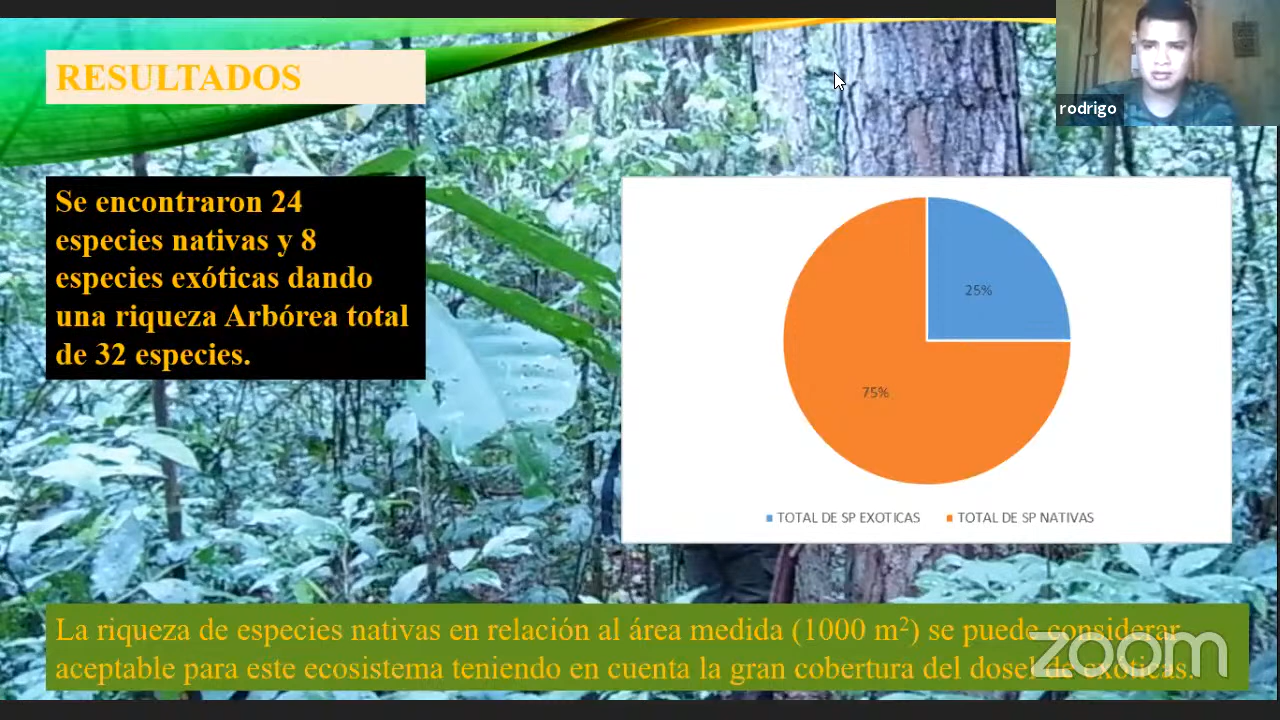 RESULTADOS
rodrigo
Se encontraron 24
especies nativas y 8
especies exóticas dando
una riqueza Arbórea total
de 32 especies.
25%
75%
TOTAL DE SP EXOTICAS TOTAL DE SP NATIVAS
La riqueza de especies nativas en relación al área medida (1000 m²) se puede considerar
aceptable para este ecosistema teniendo en cuenta la gran cobertura del dosel de exóticas.
zoom